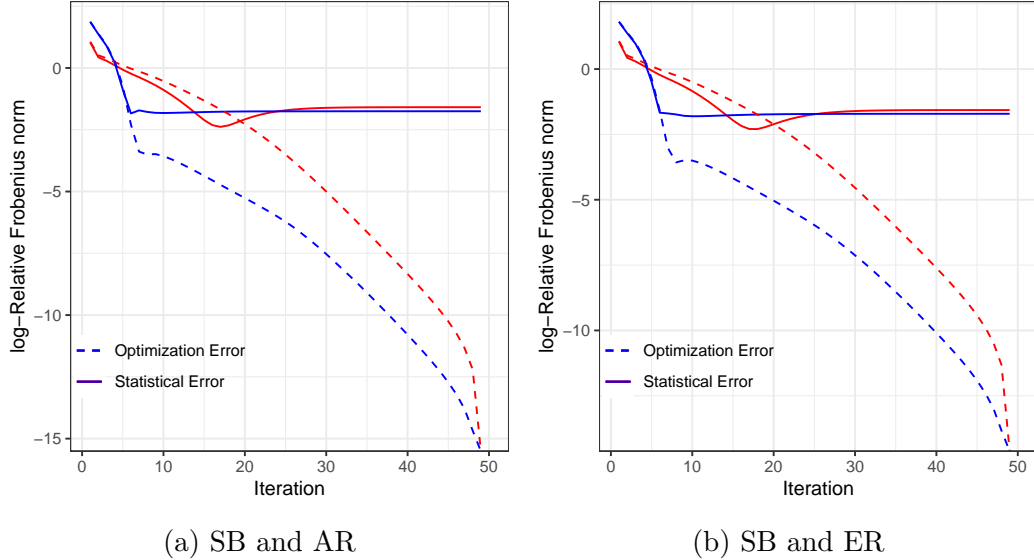 log−Relative Frobenius norm
0
−5
−10
−15
Optimization Error
Statistical Error
0 10 20 30 40 50
Iteration
(a) SB and AR
log−Relative Frobenius norm
0
−5
−10
Optimization Error
Statistical Error
0 10 20 30 40 50
Iteration
(b) SB and ER